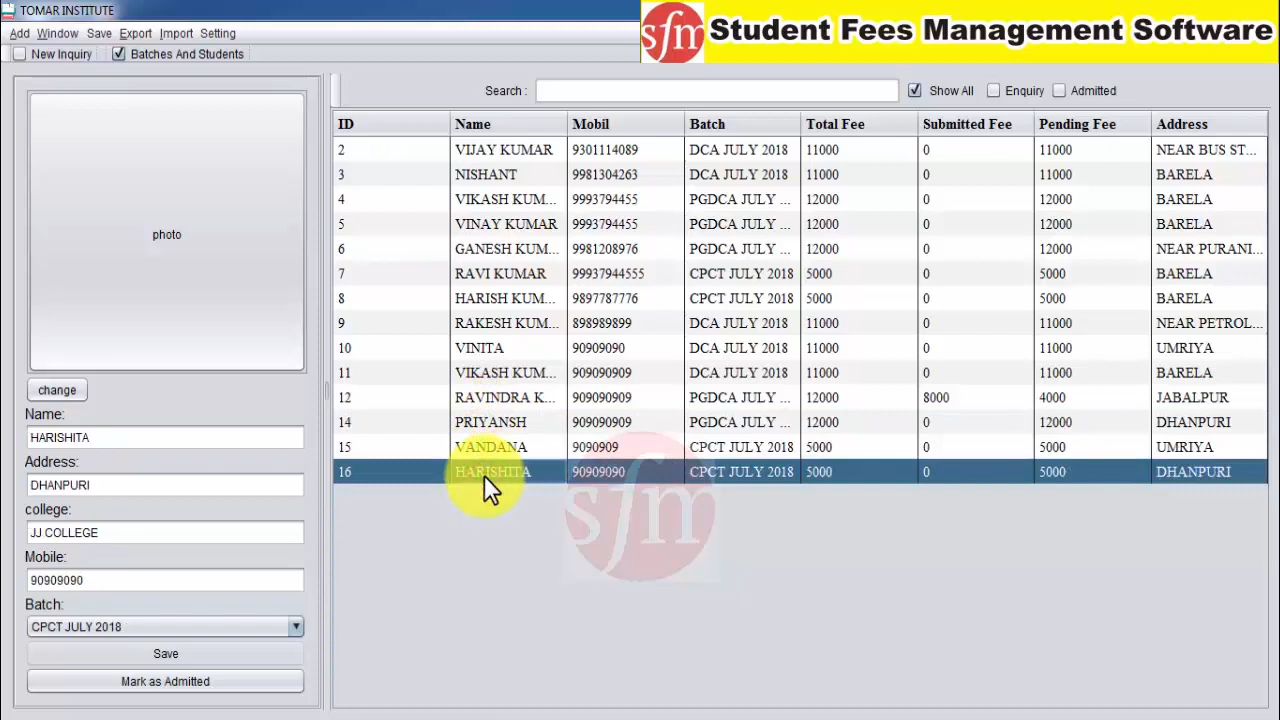 TOMAR INSTITUTE
sfm Student Fees Management Software
Add Window Save Export Import Setting
New Inquiry Batches And Students
Search : Show All Enquiry Admitted
photo
change
Name:
HARISHITA
Address:
DHANPURI
college:
JJ COLLEGE
Mobile:
90909090
Batch:
CPCT JULY 2018
Save
Mark as Admitted
ID Name Mobil Batch Total Fee Submitted Fee Pending Fee Address
2 VIJAY KUMAR 9301114089 DCA JULY 2018 11000 0 11000 NEAR BUS ST...
3 NISHANT 9981304263 DCA JULY 2018 11000 0 11000 BARELA
4 VIKASH KUM... 9993794455 PGDCA JULY ... 12000 0 12000 BARELA
5 VINAY KUMAR 9993794455 PGDCA JULY ... 12000 0 12000 BARELA
6 GANESH KUM... 9981208976 PGDCA JULY ... 12000 0 12000 NEAR PURANI...
7 RAVI KUMAR 99937944555 CPCT JULY 2018 5000 0 5000 BARELA
8 HARISH KUM... 9897787776 CPCT JULY 2018 5000 0 5000 BARELA
9 RAKESH KUM... 898989899 DCA JULY 2018 11000 0 11000 NEAR PETROL...
10 VINITA 90909090 DCA JULY 2018 11000 0 11000 UMRIYA
11 VIKASH KUM... 909090909 DCA JULY 2018 11000 0 11000 BARELA
12 RAVINDRA K... 909090909 PGDCA JULY ... 12000 8000 4000 JABALPUR
14 PRIYANSH 909090909 PGDCA JULY ... 12000 0 12000 DHANPURI
15 VANDANA 9090909 CPCT JULY 2018 5000 0 5000 UMRIYA
16 HARISHITA 90909090 CPCT JULY 2018 5000 0 5000 DHANPURI
sfm